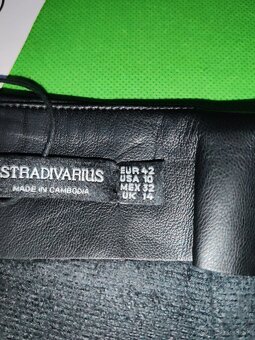 STRADIVARIUS
MADE IN CAMBODIA
EUR 42
USA 10
MEX 32
UK 14